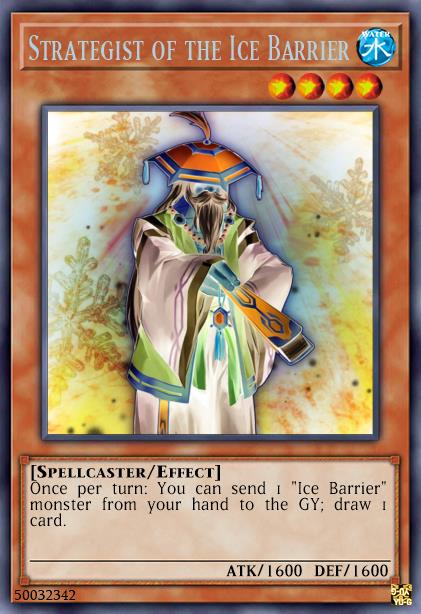 STRATEGIST OF THE ICE BARRIER
WATER
水
[SPELLCASTER/EFFECT]
Once per turn: You can send 1 "Ice Barrier"
monster from your hand to the GY; draw 1
card.
ATK/1600 DEF/1600
50032342